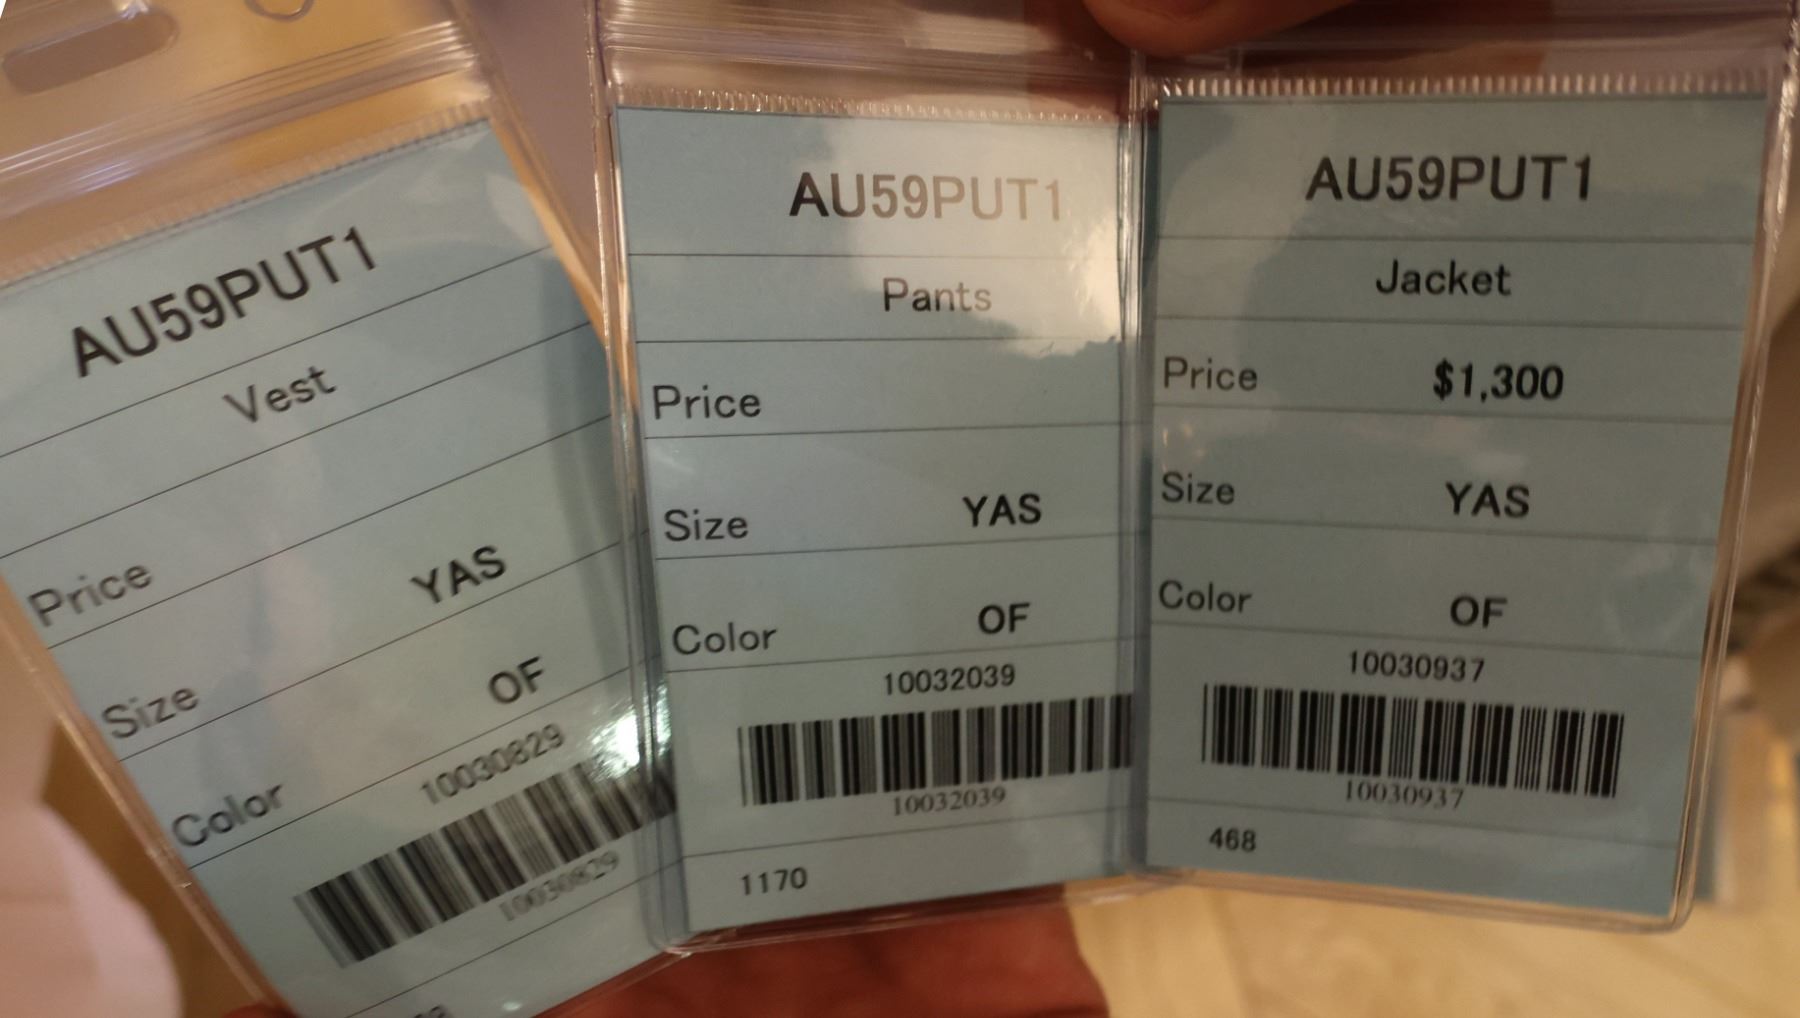 AU59PUT1
Vest
Price
Size YAS
Color OF
10030829
10030829
AU59PUT1
Pants
Price
Size YAS
Color OF
10032039
10032039
1170
AU59PUT1
Jacket
Price $1,300
Size YAS
Color OF
10030937
10030937
468